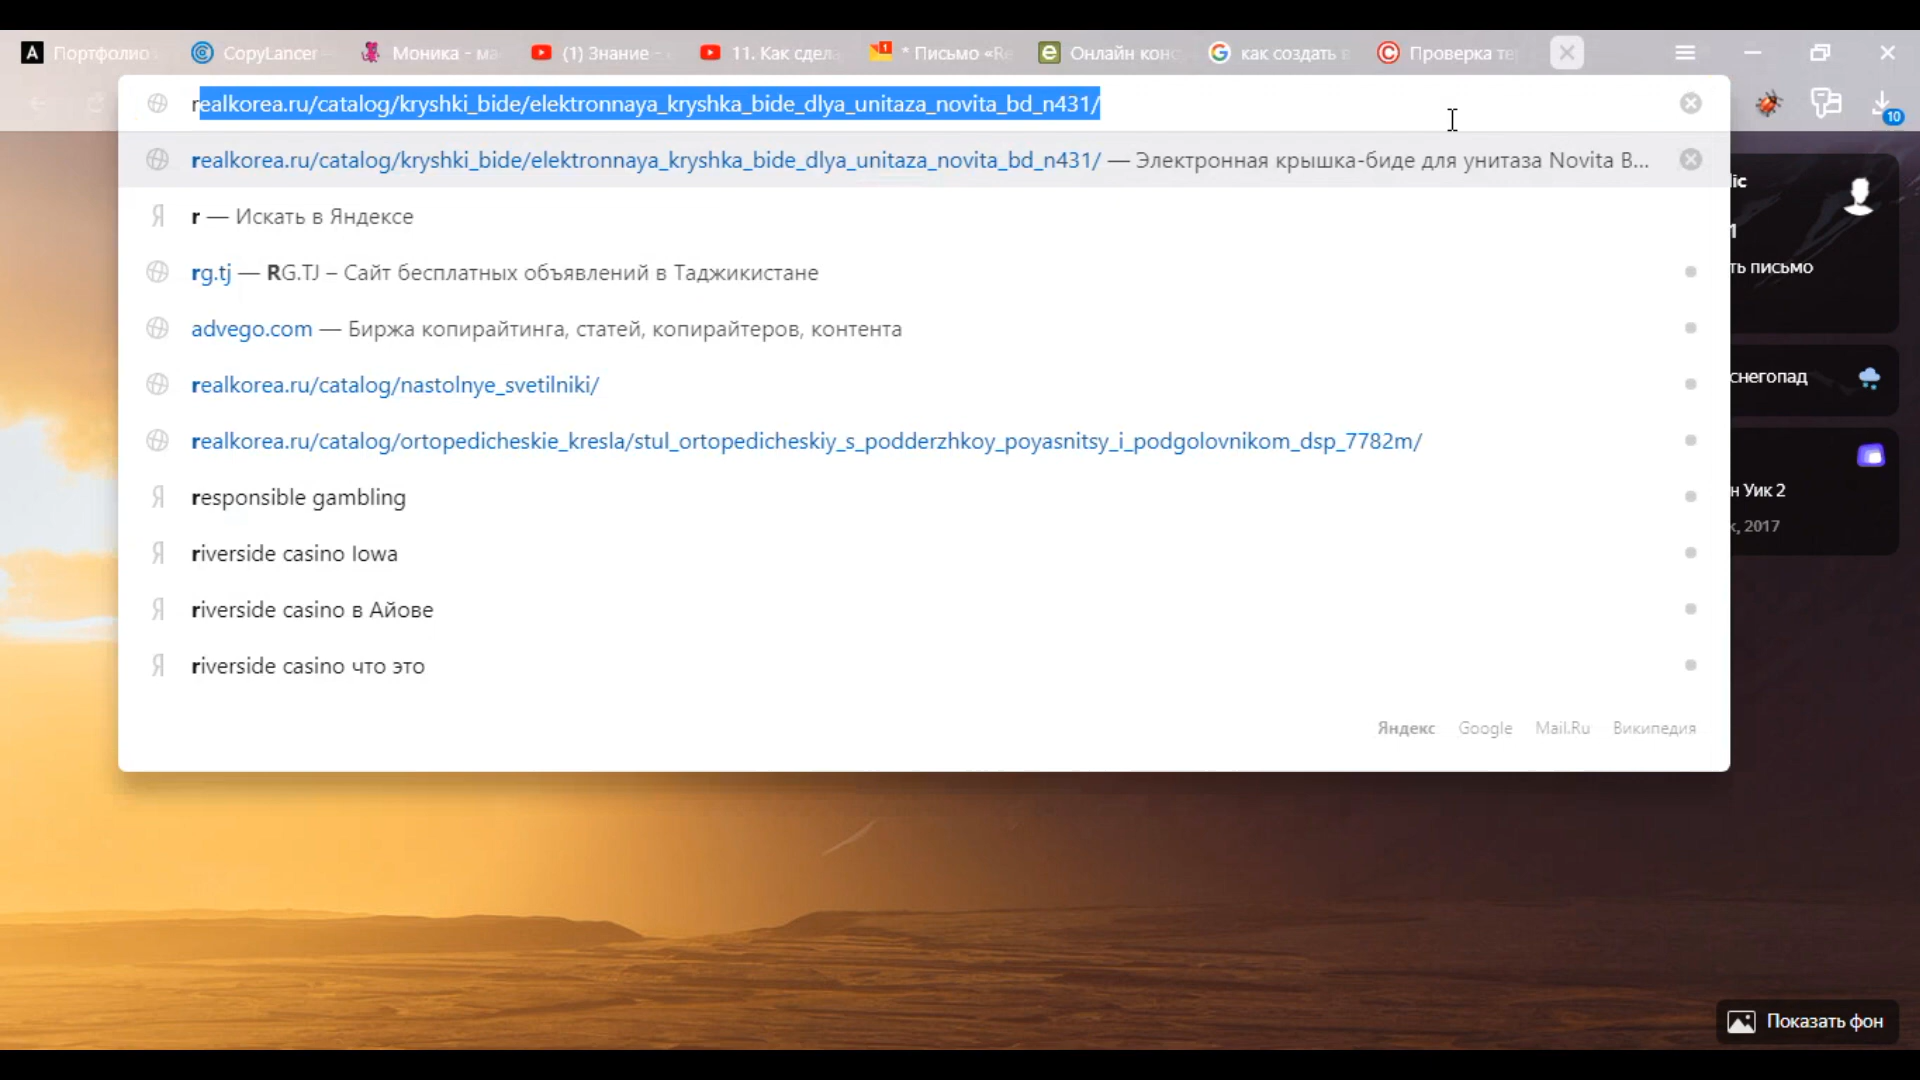 Портфолио
CopyLancer
Моника - ма
(1) Знание -
11. Как сдела
* Письмо «Re
Онлайн конс
как создать в
Проверка те
realkorea.ru/catalog/kryshki_bide/elektronnaya_kryshka_bide_dlya_unitaza_novita_bd_n431/
10
realkorea.ru/catalog/kryshki_bide/elektronnaya_kryshka_bide_dlya_unitaza_novita_bd_n431/ — Электронная крышка-биде для унитаза Novita B...
lic
r — Искать в Яндексе
ть письмо
rg.tj — RG.TJ – Сайт бесплатных объявлений в Таджикистане
advego.com — Биржа копирайтинга, статей, копирайтеров, контента
realkorea.ru/catalog/nastolnye_svetilniki/
снегопад
realkorea.ru/catalog/ortopedicheskie_kresla/stul_ortopedicheskiy_s_podderzhkoy_poyasnitsy_i_podgolovnikom_dsp_7782m/
responsible gambling
н Уик 2
к, 2017
riverside casino Iowa
riverside casino в Айове
riverside casino что это
Яндекс Google Mail.Ru Википедия
Показать фон